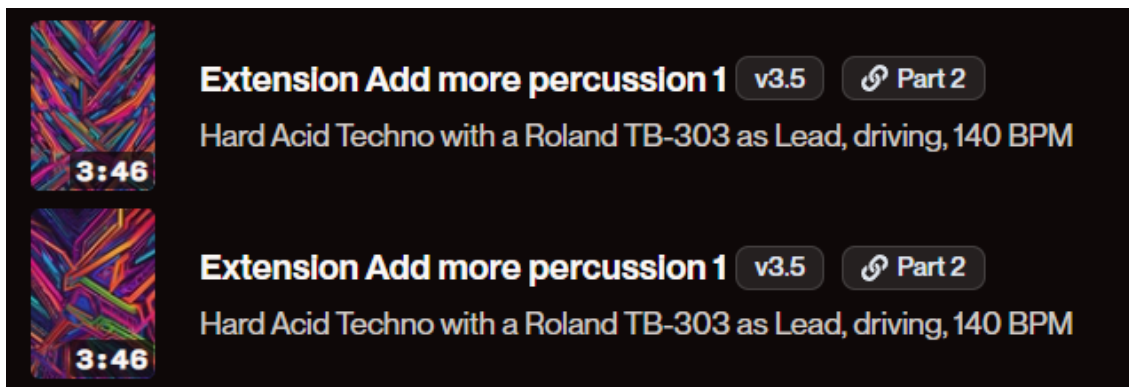 Extension Add more percussion 1 v3.5 Part 2
Hard Acid Techno with a Roland TB-303 as Lead, driving, 140 BPM
3:46
Extension Add more percussion 1 v3.5 Part 2
Hard Acid Techno with a Roland TB-303 as Lead, driving, 140 BPM
3:46